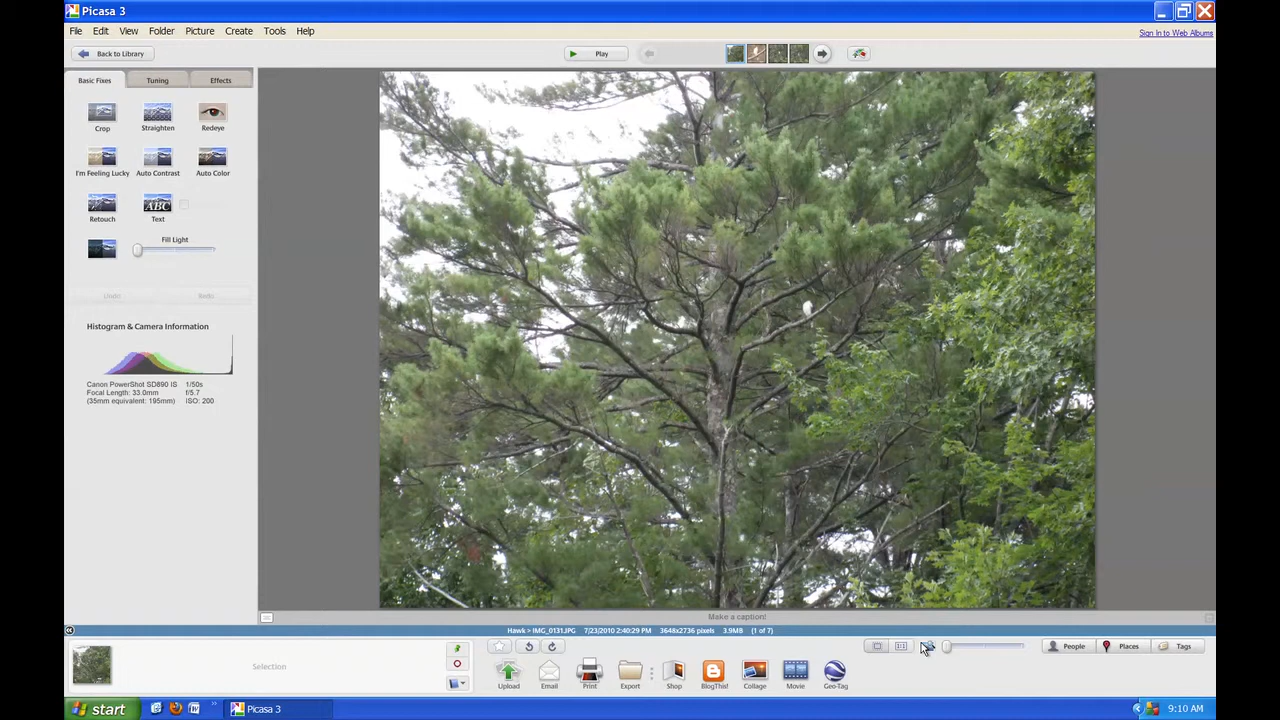 Picasa 3
File Edit View Folder Picture Create Tools Help
Sign In to Web Albums
Back to Library
Play
Basic Fixes Tuning Effects
Crop Straighten Redeye
I'm Feeling Lucky Auto Contrast Auto Color
ABC
Retouch Text
Fill Light
Undo Redo
Histogram & Camera Information
Canon PowerShot SD890 IS 1/50s
Focal Length: 33.0mm f/5.7
(35mm equivalent: 195mm) ISO: 200
Make a caption!
Hawk > IMG_0131.JPG 7/23/2010 2:40:29 PM 3648x2736 pixels 3.9MB (1 of 7)
1:1
People Places Tags
Selection
Upload Email Print Export Shop BlogThis! Collage Movie Geo-Tag
start Picasa 3 9:10 AM